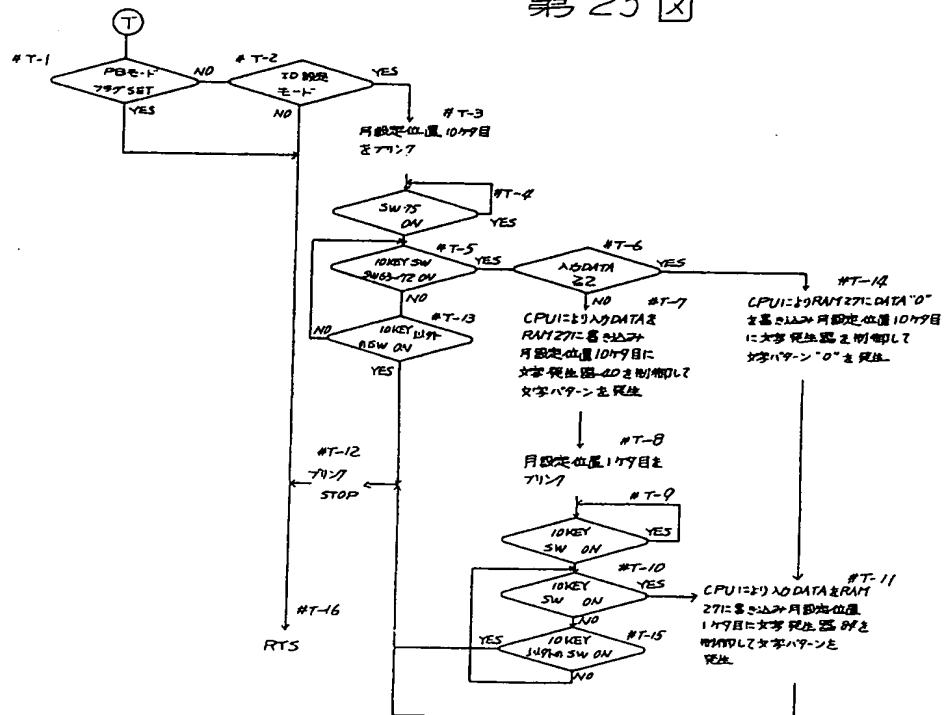 第25図
T
#T-1
PBモード
フラグSET
NO
YES
#T-2
ID設定
モード
YES
NO
#T-3
月設定位置10ケタ目
をブリンク
#T-4
SW-75
ON
YES
#T-5
10KEY SW
SW63-72 ON
YES
NO
#T-6
入力DATA
≧2
YES
NO
#T-7
CPUにより入力DATAを
RAM27に書き込み
月設定位置10ケタ目に
文字発生器40を制御して
文字パターンを発生
#T-14
CPUによりRAM27にDATA"0"
を書き込み月設定位置10ケタ目
に文字発生器を制御して
文字パターン"0"を発生
#T-13
10KEY以外
のSW ON
NO
YES
#T-8
月設定位置1ケタ目を
ブリンク
#T-12
ブリンク
STOP
#T-9
10KEY
SW ON
YES
#T-10
10KEY
SW ON
YES
NO
#T-11
CPUにより入力DATAをRAM
27に書き込み月設定位置
1ケタ目に文字発生器を
制御して文字パターンを
発生
#T-15
10KEY
以外のSW ON
YES
NO
#T-16
RTS